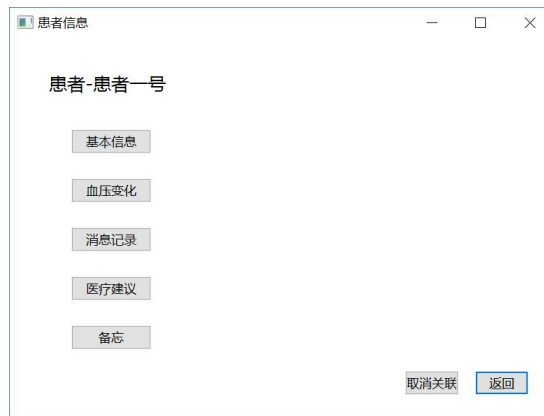 患者信息
患者-患者一号
基本信息
血压变化
消息记录
医疗建议
备忘
取消关联 返回